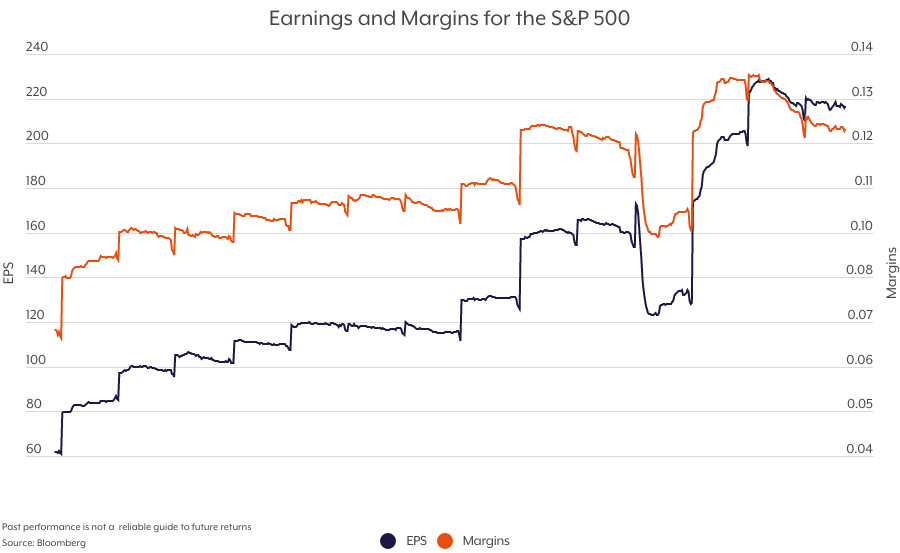 Earnings and Margins for the S&P 500
240 0.14
220 0.13
200 0.12
180 0.11
160 0.10
140 0.08
120 0.07
100 0.06
80 0.05
60 0.04
EPS
Margins
Past performance is not a reliable guide to future returns
Source: Bloomberg
EPS Margins